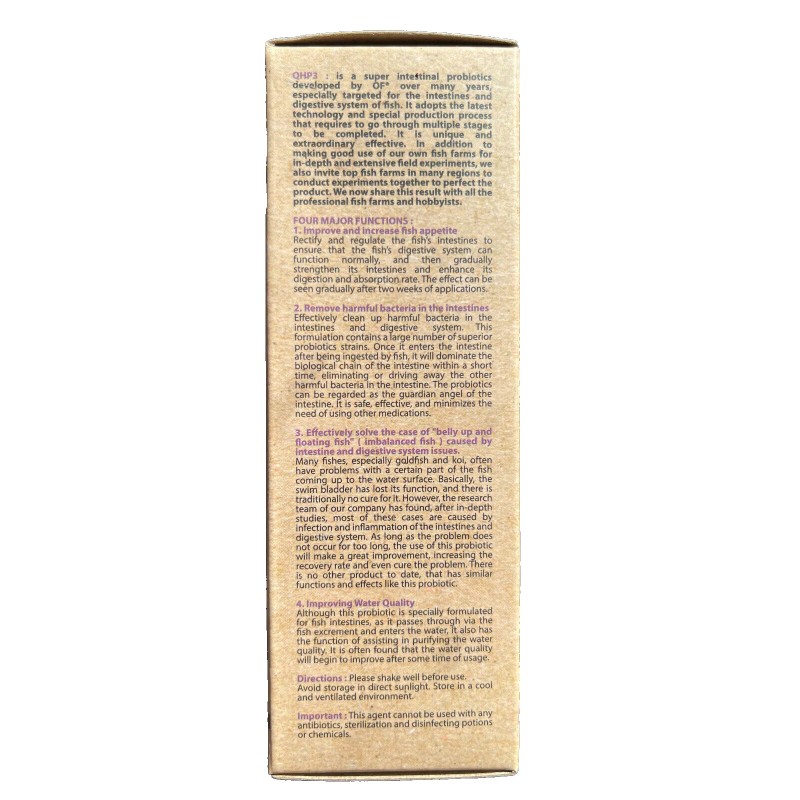 QHP3 : is a super intestinal probiotics
developed by OF® over many years,
especially targeted for the intestines and
digestive system of fish. It adopts the latest
technology and special production process
that requires to go through multiple stages
to be completed. It is unique and
extraordinary effective. In addition to
making good use of our own fish farms for
in-depth and extensive field experiments, we
also invite top fish farms in many regions to
conduct experiments together to perfect the
product. We now share this result with all the
professional fish farms and hobbyists.
FOUR MAJOR FUNCTIONS :
1. Improve and increase fish appetite
Rectify and regulate the fish's intestines to
ensure that the fish's digestive system can
function normally, and then gradually
strengthen its intestines and enhance its
digestion and absorption rate. The effect can be
seen gradually after two weeks of applications.
2. Remove harmful bacteria in the intestines
Effectively clean up harmful bacteria in the
intestines and digestive system. This
formulation contains a large number of superior
probiotics strains. Once it enters the intestine
after being ingested by fish, it will dominate the
biplogical chain of the intestine within a short
time, eliminating or driving away the other
harmful bacteria in the intestine. The probiotics
can be regarded as the guardian angel of the
intestine. It is safe, effective, and minimizes the
need of using other medications.
3. Effectively solve the case of "belly up and
floating fish" ( imbalanced fish ) caused by
intestine and digestive system issues.
Many fishes, especially goldfish and koi, often
have problems with a certain part of the fish
coming up to the water surface. Basically, the
swim bladder has lost its function, and there is
traditionally no cure for it. However, the research
team of our company has found, after in-depth
studies, most of these cases are caused by
infection and inflammation of the intestines and
digestive system. As long as the problem does
not occur for too long, the use of this probiotic
will make a great improvement, increasing the
recovery rate and even cure the problem. There
is no other product to date, that has similar
functions and effects like this probiotic.
4. Improving Water Quality
Although this probiotic is specially formulated
for fish intestines, as it passes through via the
fish excrement and enters the water, it also has
the function of assisting in purifying the water
quality. It is often found that the water quality
will begin to improve after some time of usage.
Directions : Please shake well before use.
Avoid storage in direct sunlight. Store in a cool
and ventilated environment.
Important : This agent cannot be used with any
antibiotics, sterilization and disinfecting potions
or chemicals.